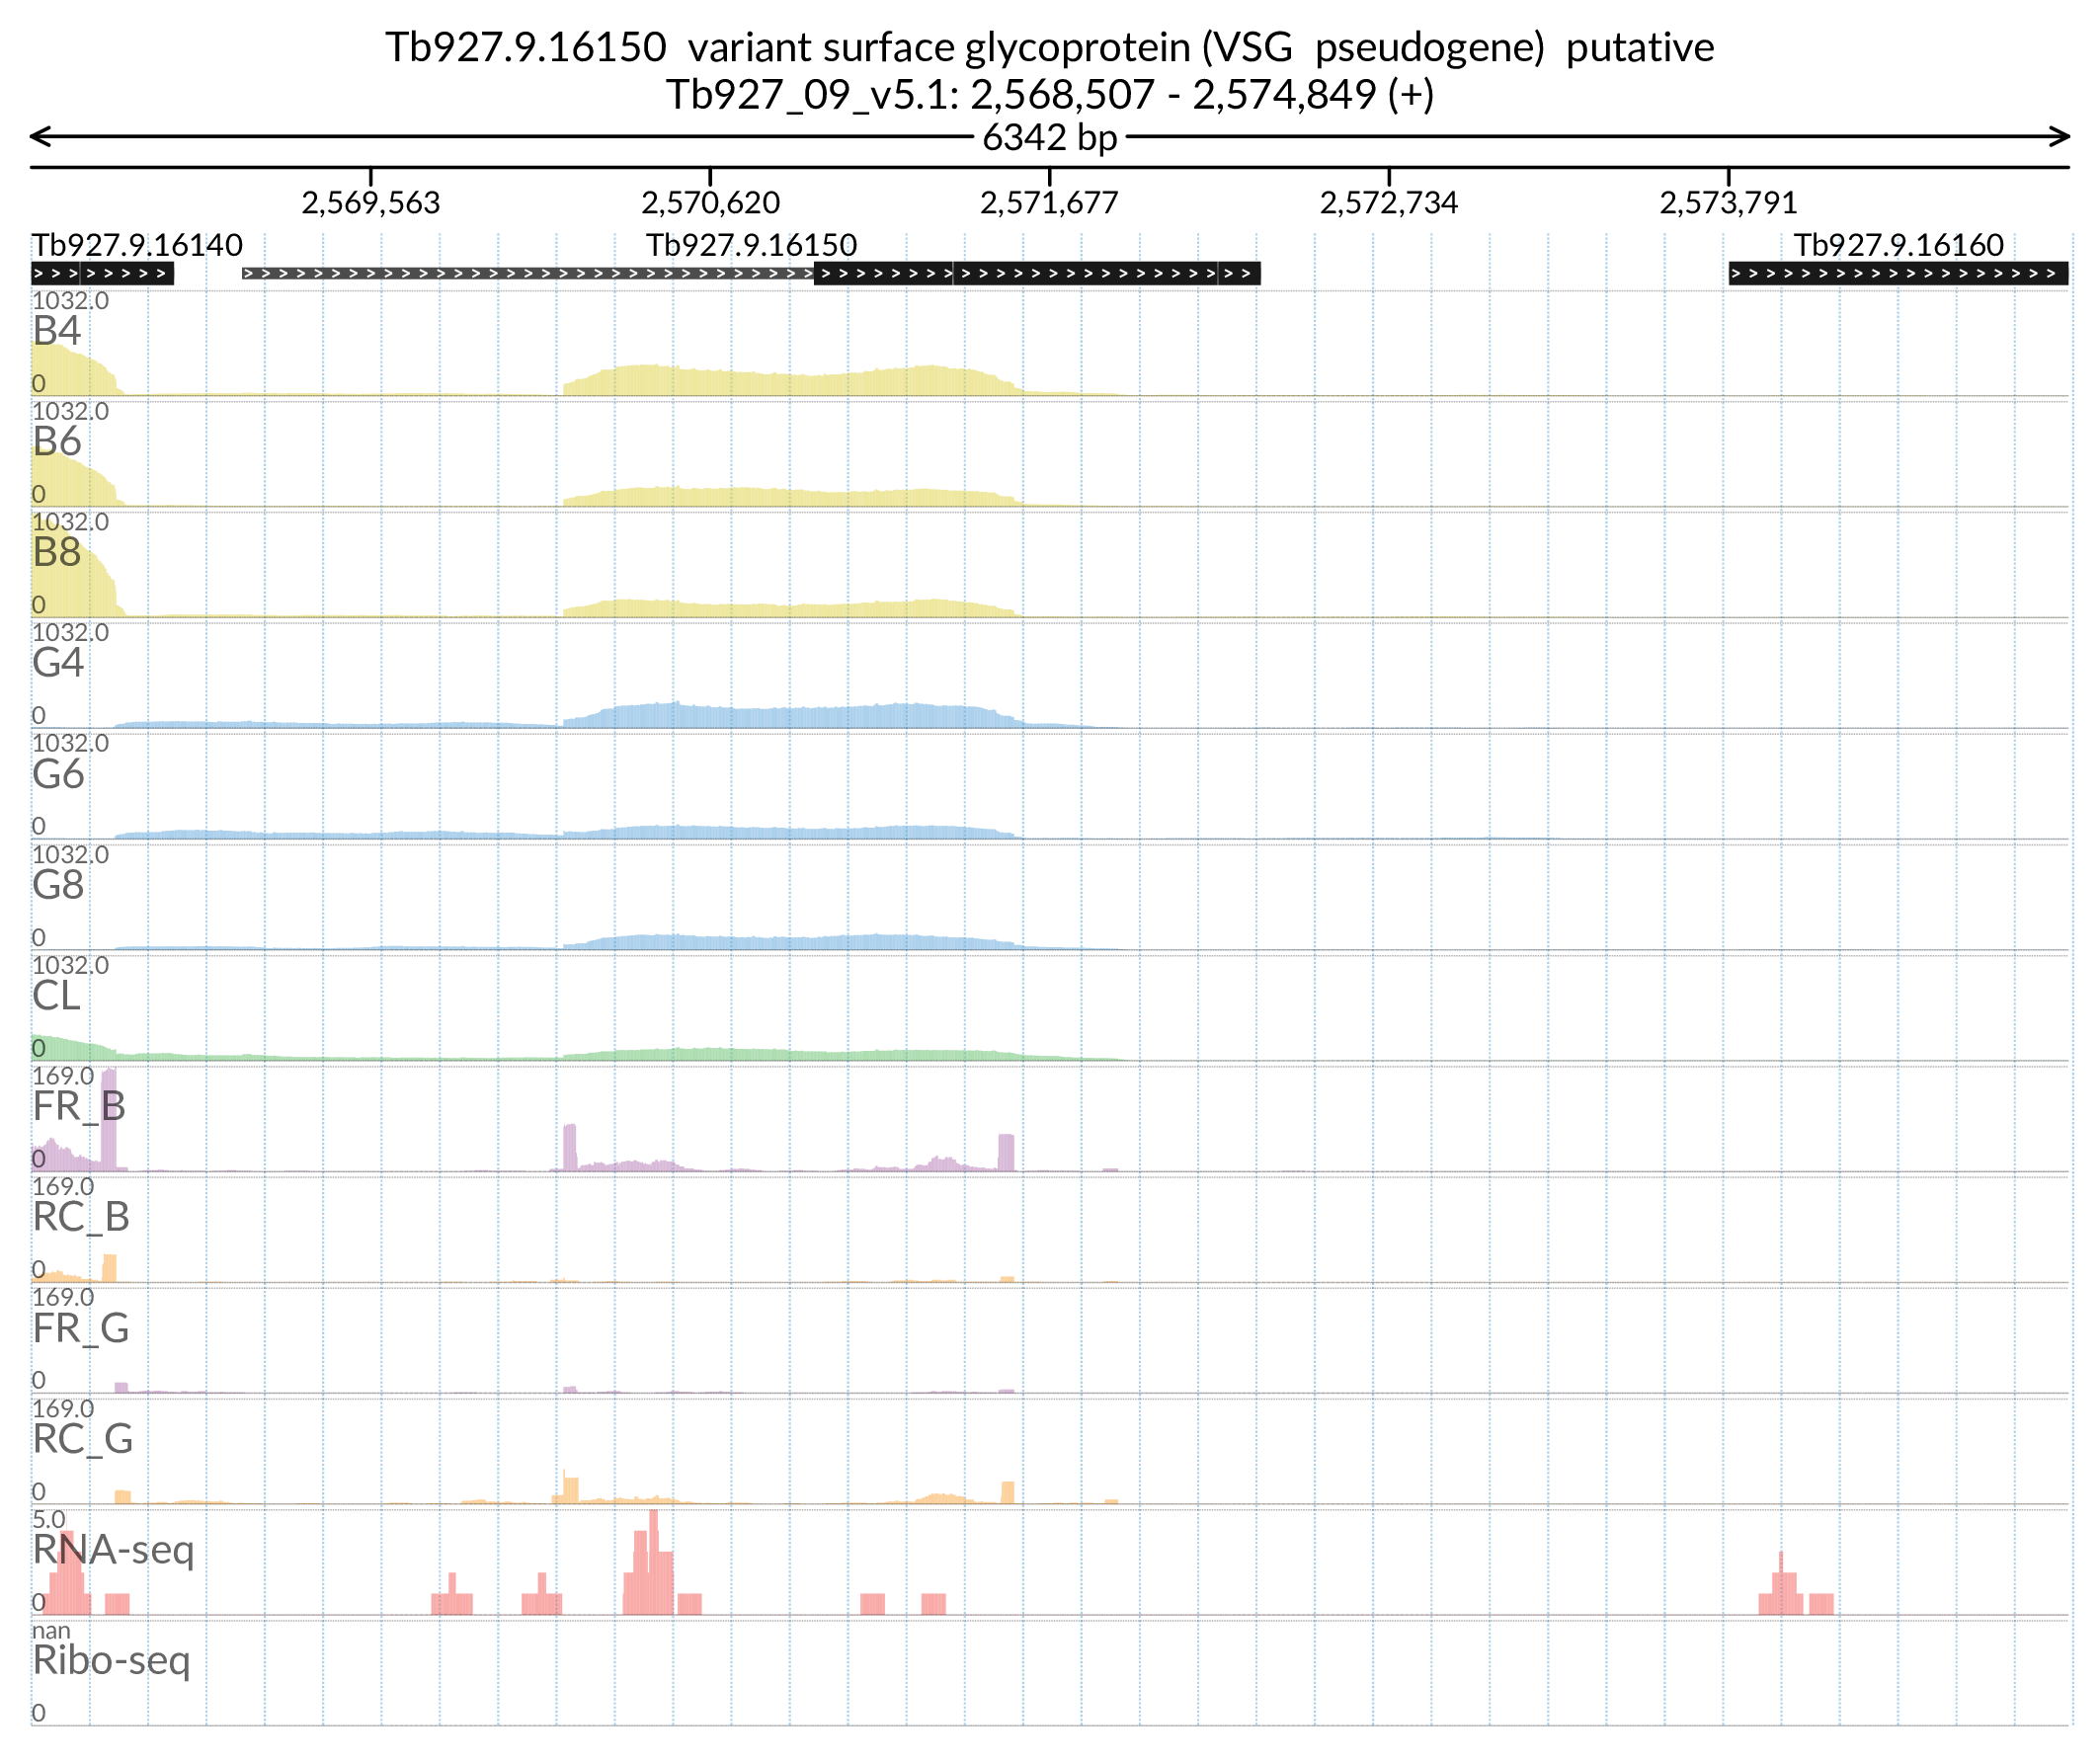 Tb927.9.16150  variant surface glycoprotein (VSG  pseudogene)  putative
Tb927_09_v5.1: 2,568,507 - 2,574,849 (+)
6342 bp
2,569,563 2,570,620 2,571,677 2,572,734 2,573,791
Tb927.9.16140 Tb927.9.16150 Tb927.9.16160
1032.0
B4
0
1032.0
B6
0
1032.0
B8
0
1032.0
G4
0
1032.0
G6
0
1032.0
G8
0
1032.0
CL
0
169.0
FR_B
0
169.0
RC_B
0
169.0
FR_G
0
169.0
RC_G
0
5.0
RNA-seq
0
nan
Ribo-seq
0